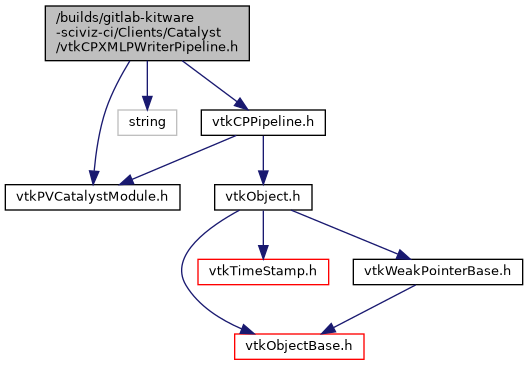 /builds/gitlab-kitware
-sciviz-ci/Clients/Catalyst
/vtkCPXMLPWriterPipeline.h
string
vtkCPPipeline.h
vtkPVCatalystModule.h
vtkObject.h
vtkTimeStamp.h
vtkWeakPointerBase.h
vtkObjectBase.h